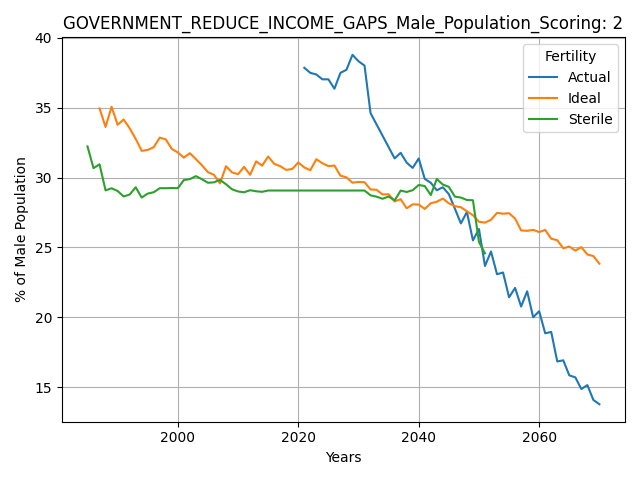 GOVERNMENT_REDUCE_INCOME_GAPS_Male_Population_Scoring: 2
40
35
30
25
20
15
% of Male Population
Fertility
Actual
Ideal
Sterile
2000
2020
2040
2060
Years